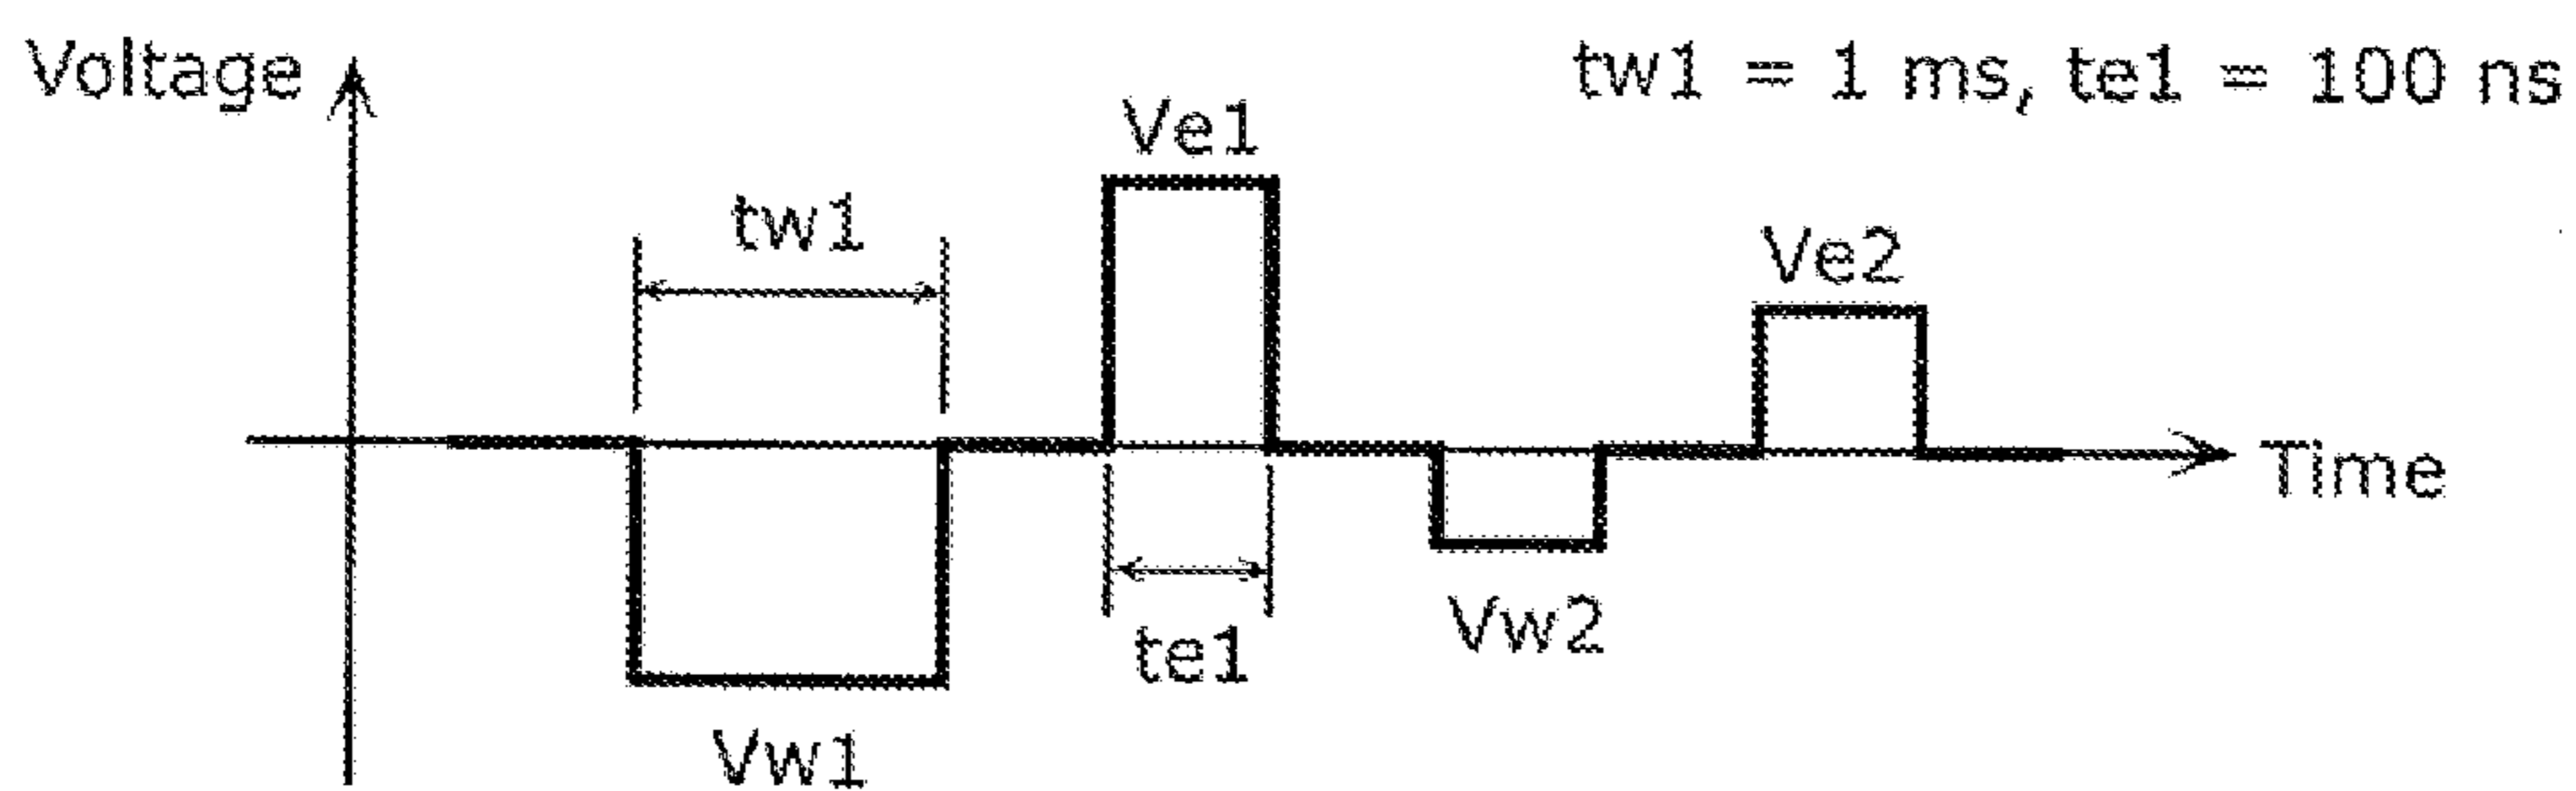 Voltage
tw1 = 1 ms, te1 = 100 ns
Ve1
tw1
Ve2
Time
te1
Vw2
Vw1